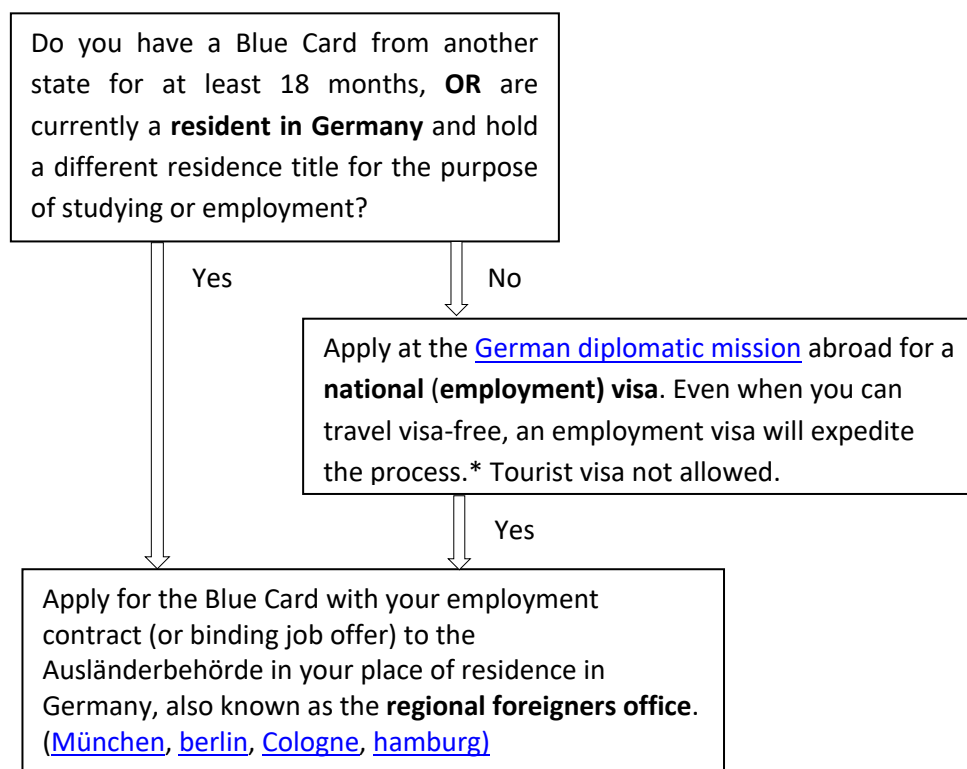 Do you have a Blue Card from another
state for at least 18 months, OR are
currently a resident in Germany and hold
a different residence title for the purpose
of studying or employment?
Yes
No
Apply at the German diplomatic mission abroad for a
national (employment) visa. Even when you can
travel visa-free, an employment visa will expedite
the process.* Tourist visa not allowed.
Yes
Apply for the Blue Card with your employment
contract (or binding job offer) to the
Ausländerbehörde in your place of residence in
Germany, also known as the regional foreigners office.
(München, berlin, Cologne, hamburg)